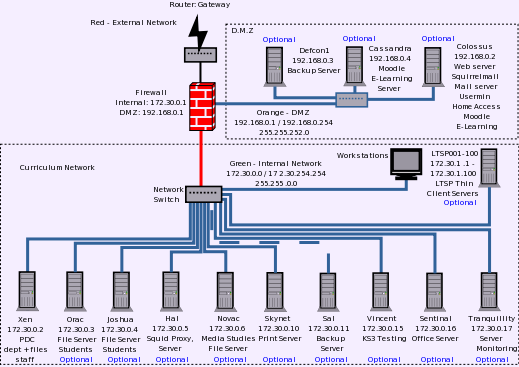 Router:Gateway
Red - External Network
D.M.Z
Optional
Defcon1
192.168.0.3
Backup Server
Optional
Cassandra
192.168.0.4
Moodle
E-Learning
Server
Optional
Colossus
192.168.0.2
Web server
Squirrelmail
Mail server
Usermin
Home Access
Moodle
E-Learning
Firewall
Internal: 172.30.0.1
DMZ: 192.168.0.1
Orange - DMZ
192.168.0.1 / 192.168.0.254
255.255.252.0
Curriculum Network
Green - Internal Network
172.30.0.0 / 17 2.30.254.254
255.255 .0.0
Workstations
LTSP001-100
172.30.1 .1 -
172.30.1.100
LTSP Thin
Client Servers
Optional
Network
Switch
Xen
172.30.0.2
PDC
dept +files
staff
Orac
172.30.0.3
File Server
Students
Optional
Joshua
172.30.0.4
File Server
Students
Optional
Hal
172.30.0.5
Squid Proxy,
Server
Novac
172.30.0.6
Media Studies
File Server
Optional
Skynet
172.30.0.10
Print Server
Optional
Sal
172.30.0.11
Backup
Server
Optional
Vincent
172.30.0.15
KS3 Testing
Optional
Sentinal
172.30.0.16
Office Server
Optional
Tranquillity
172.30.0.17
Server
Monitoring
Optional